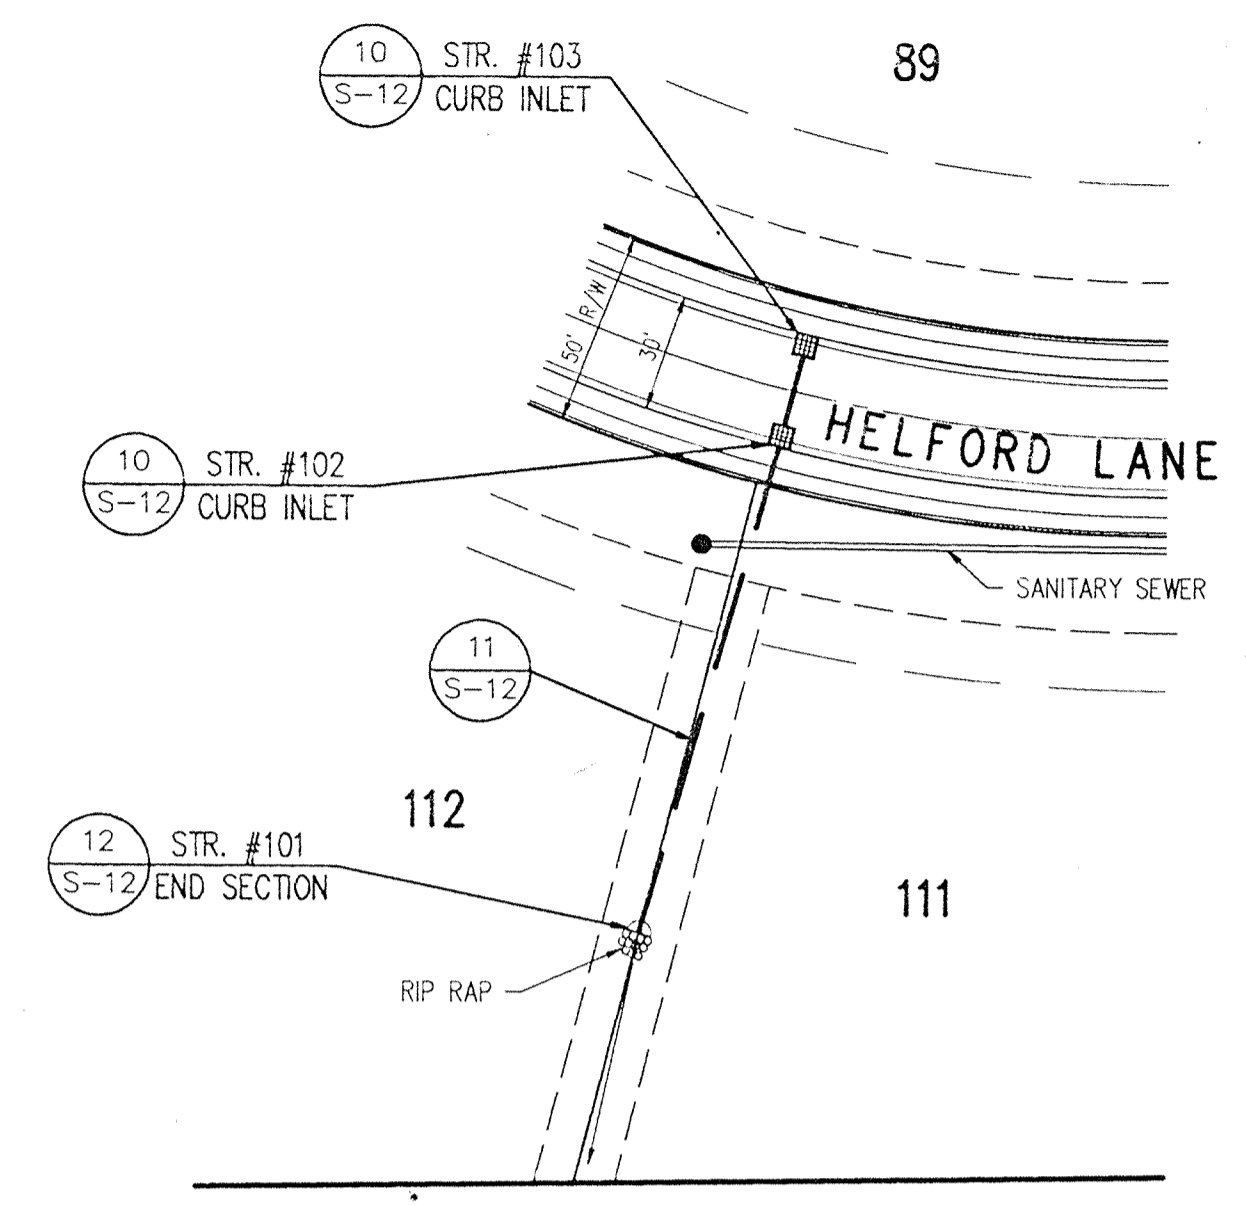 10
S-12
STR. #103
CURB INLET
89
50' R/W
30'
HELFORD LANE
10
S-12
STR. #102
CURB INLET
SANITARY SEWER
11
S-12
112
12
S-12
STR. #101
END SECTION
111
RIP RAP